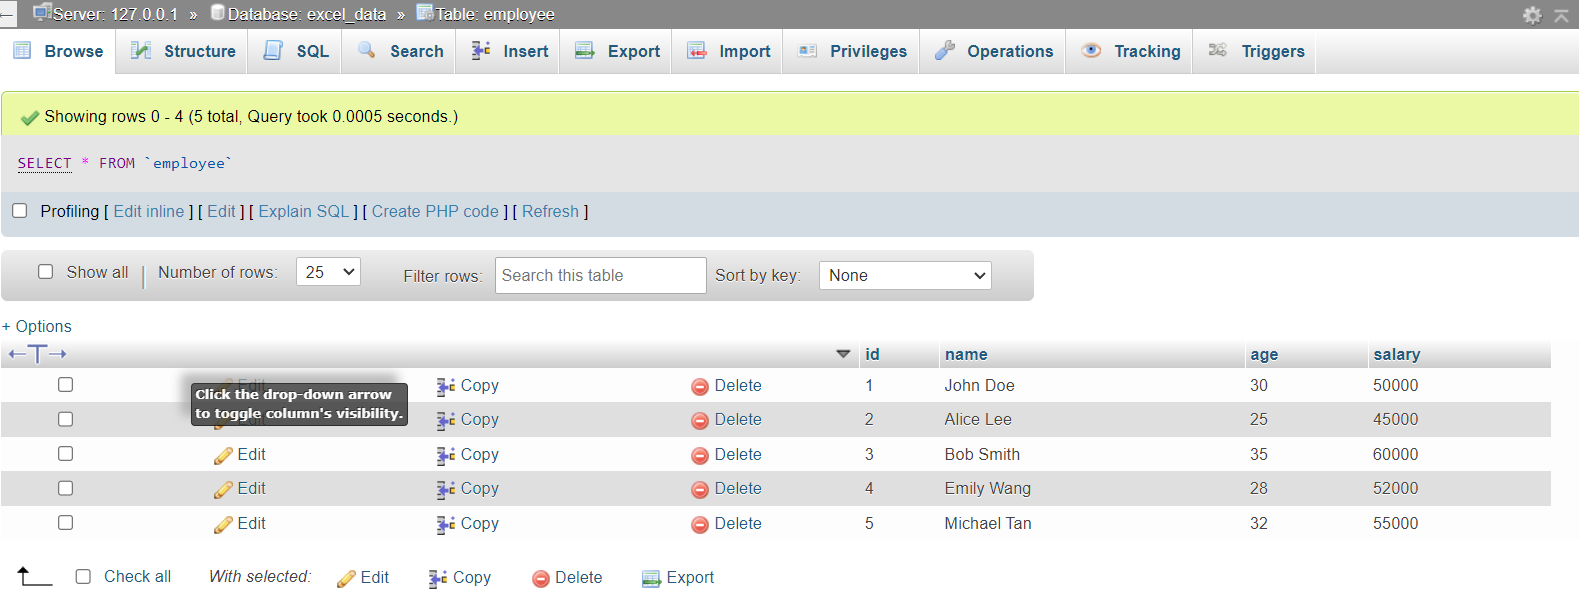 Server: 127.0.0.1 » Database: excel_data » Table: employee
Browse Structure SQL Search Insert Export Import Privileges Operations Tracking Triggers
Showing rows 0 - 4 (5 total, Query took 0.0005 seconds.)
SELECT * FROM `employee`
Profiling [ Edit inline ] [ Edit ] [ Explain SQL ] [ Create PHP code ] [ Refresh ]
Show all | Number of rows: 25 Filter rows: Search this table Sort by key: None
+ Options
←T→ id name age salary
Edit Copy Delete 1 John Doe 30 50000
Click the drop-down arrow
to toggle column's visibility.
Edit Copy Delete 2 Alice Lee 25 45000
Edit Copy Delete 3 Bob Smith 35 60000
Edit Copy Delete 4 Emily Wang 28 52000
Edit Copy Delete 5 Michael Tan 32 55000
Check all With selected: Edit Copy Delete Export